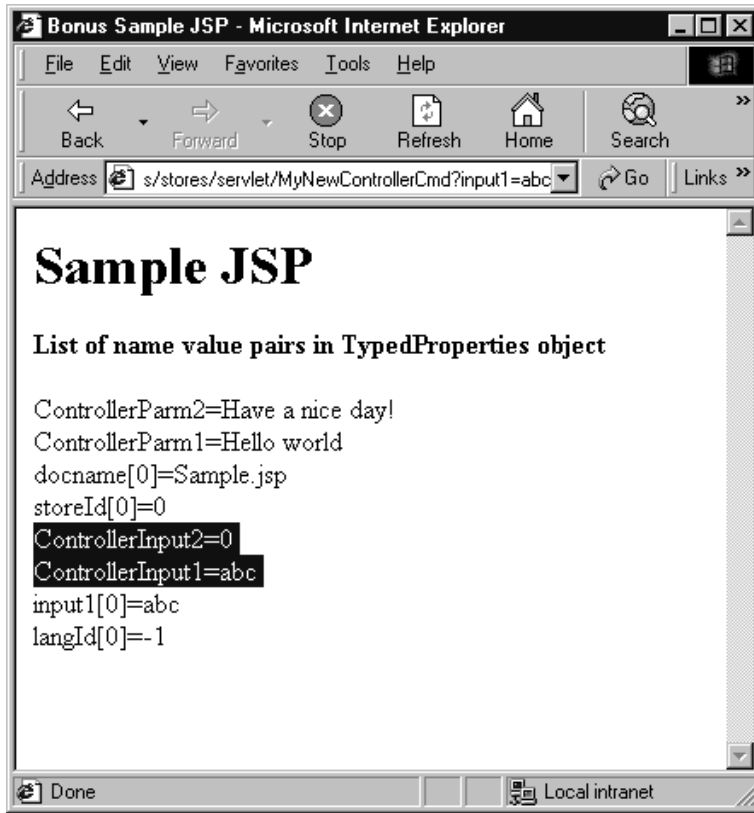 Bonus Sample JSP - Microsoft Internet Explorer
File Edit View Favorites Tools Help
Back Forward Stop Refresh Home Search »
Address s/stores/servlet/MyNewControllerCmd?input1=abc Go Links »
Sample JSP
List of name value pairs in TypedProperties object
ControllerParm2=Have a nice day!
ControllerParm1=Hello world
docname[0]=Sample.jsp
storeId[0]=0
ControllerInput2=0
ControllerInput1=abc
input1[0]=abc
langId[0]=-1
Done Local intranet